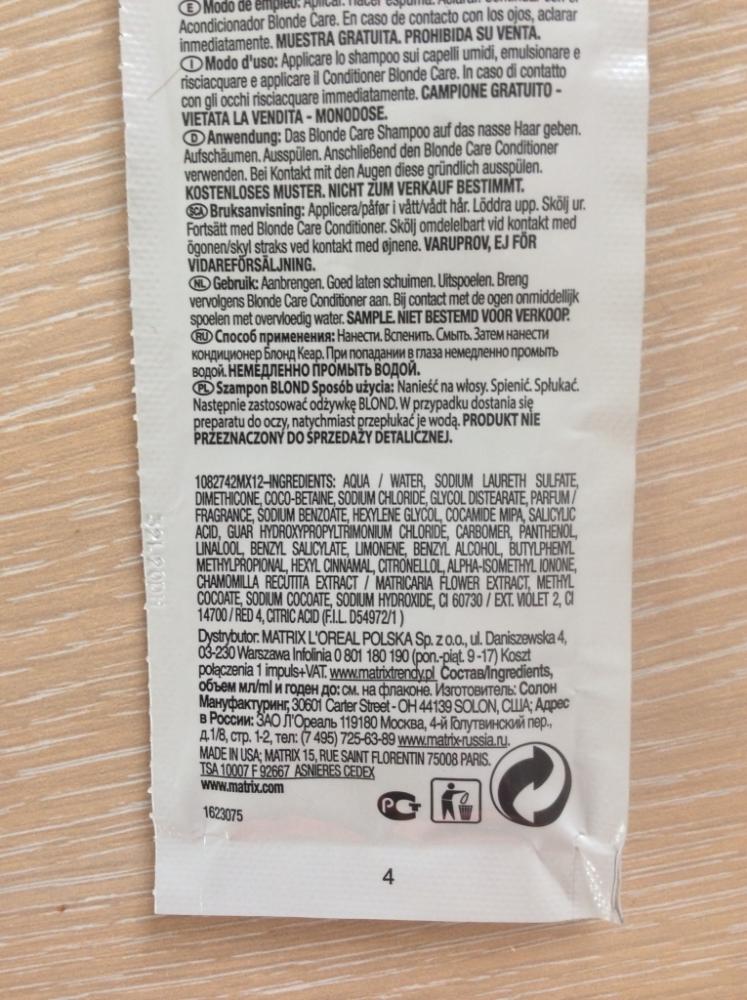 Ⓔ Modo de empleo: Aplicar. Hacer espuma. Aclarar.
Acondicionador Blonde Care. En caso de contacto con los ojos, aclarar
inmediatamente. MUESTRA GRATUITA. PROHIBIDA SU VENTA.
Ⓘ Modo d'uso: Applicare lo shampoo sui capelli umidi, emulsionare e
risciacquare e applicare il Conditioner Blonde Care. In caso di contatto
con gli occhi risciacquare immediatamente. CAMPIONE GRATUITO -
VIETATA LA VENDITA - MONODOSE.
Ⓓ Anwendung: Das Blonde Care Shampoo auf das nasse Haar geben.
Aufschäumen. Ausspülen. Anschließend den Blonde Care Conditioner
verwenden. Bei Kontakt mit den Augen diese gründlich ausspülen.
KOSTENLOSES MUSTER. NICHT ZUM VERKAUF BESTIMMT.
SCA Bruksanvisning: Applicera/påfør i vått/vådt hår. Löddra upp. Skölj ur.
Fortsätt med Blonde Care Conditioner. Skölj omdelelbart vid kontakt med
ögonen/skyl straks ved kontakt med øjnene. VARUPROV, EJ FÖR
VIDAREFÖRSÄLJNING.
NL Gebruik: Aanbrengen. Goed laten schuimen. Uitspoelen. Breng
vervolgens Blonde Care Conditioner aan. Bij contact met de ogen onmiddellijk
spoelen met overvloedig water. SAMPLE. NIET BESTEMD VOOR VERKOOP.
RU Способ применения: Нанести. Вспенить. Смыть. Затем нанести
кондиционер Блонд Кеар. При попадании в глаза немедленно промыть
водой. НЕМЕДЛЕННО ПРОМЫТЬ ВОДОЙ.
PL Szampon BLOND Sposób użycia: Nanieść na włosy. Spienić. Spłukać.
Następnie zastosować odżywkę BLOND. W przypadku dostania się
preparatu do oczy, natychmiast przepłukać je wodą. PRODUKT NIE
PRZEZNACZONY DO SPRZEDAŻY DETALICZNEJ.
1082742MX12–INGREDIENTS: AQUA / WATER, SODIUM LAURETH SULFATE,
DIMETHICONE, COCO-BETAINE, SODIUM CHLORIDE, GLYCOL DISTEARATE, PARFUM /
FRAGRANCE, SODIUM BENZOATE, HEXYLENE GLYCOL, COCAMIDE MIPA, SALICYLIC
ACID, GUAR HYDROXYPROPYLTRIMONIUM CHLORIDE, CARBOMER, PANTHENOL,
LINALOOL, BENZYL SALICYLATE, LIMONENE, BENZYL ALCOHOL, BUTYLPHENYL
METHYLPROPIONAL, HEXYL CINNAMAL, CITRONELLOL, ALPHA-ISOMETHYL IONONE,
CHAMOMILLA RECUTITA EXTRACT / MATRICARIA FLOWER EXTRACT, METHYL
COCOATE, SODIUM COCOATE, SODIUM HYDROXIDE, CI 60730 / EXT. VIOLET 2, CI
14700 / RED 4, CITRIC ACID (F.I.L. D54972/1 )
Dystrybutor: MATRIX L'OREAL POLSKA Sp. z o.o., ul. Daniszewska 4,
03-230 Warszawa Infolinia 0 801 180 190 (pon.-piąt. 9 -17) Koszt
połączenia 1 impuls+VAT. www.matrixtrendy.pl Состав/Ingredients,
объем мл/ml и годен до: см. на флаконе. Изготовитель: Солон
Мануфактуринг, 30601 Carter Street - OH 44139 SOLON, США; Адрес
в России: ЗАО Л'Ореаль 119180 Москва, 4-й Голутвинский пер.,
д.1/8, стр. 1-2, тел: (7 495) 725-63-89 www.matrix-russia.ru.
MADE IN USA; MATRIX 15, RUE SAINT FLORENTIN 75008 PARIS.
TSA 10007 F 92667 ASNIERES CEDEX
www.matrix.com
1623075
4